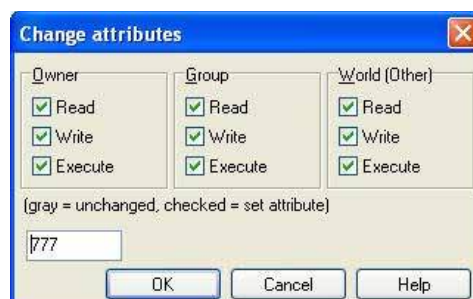 Change attributes
Owner Group World (Other)
Read Read Read
Write Write Write
Execute Execute Execute
(gray = unchanged, checked = set attribute)
777
OK Cancel Help